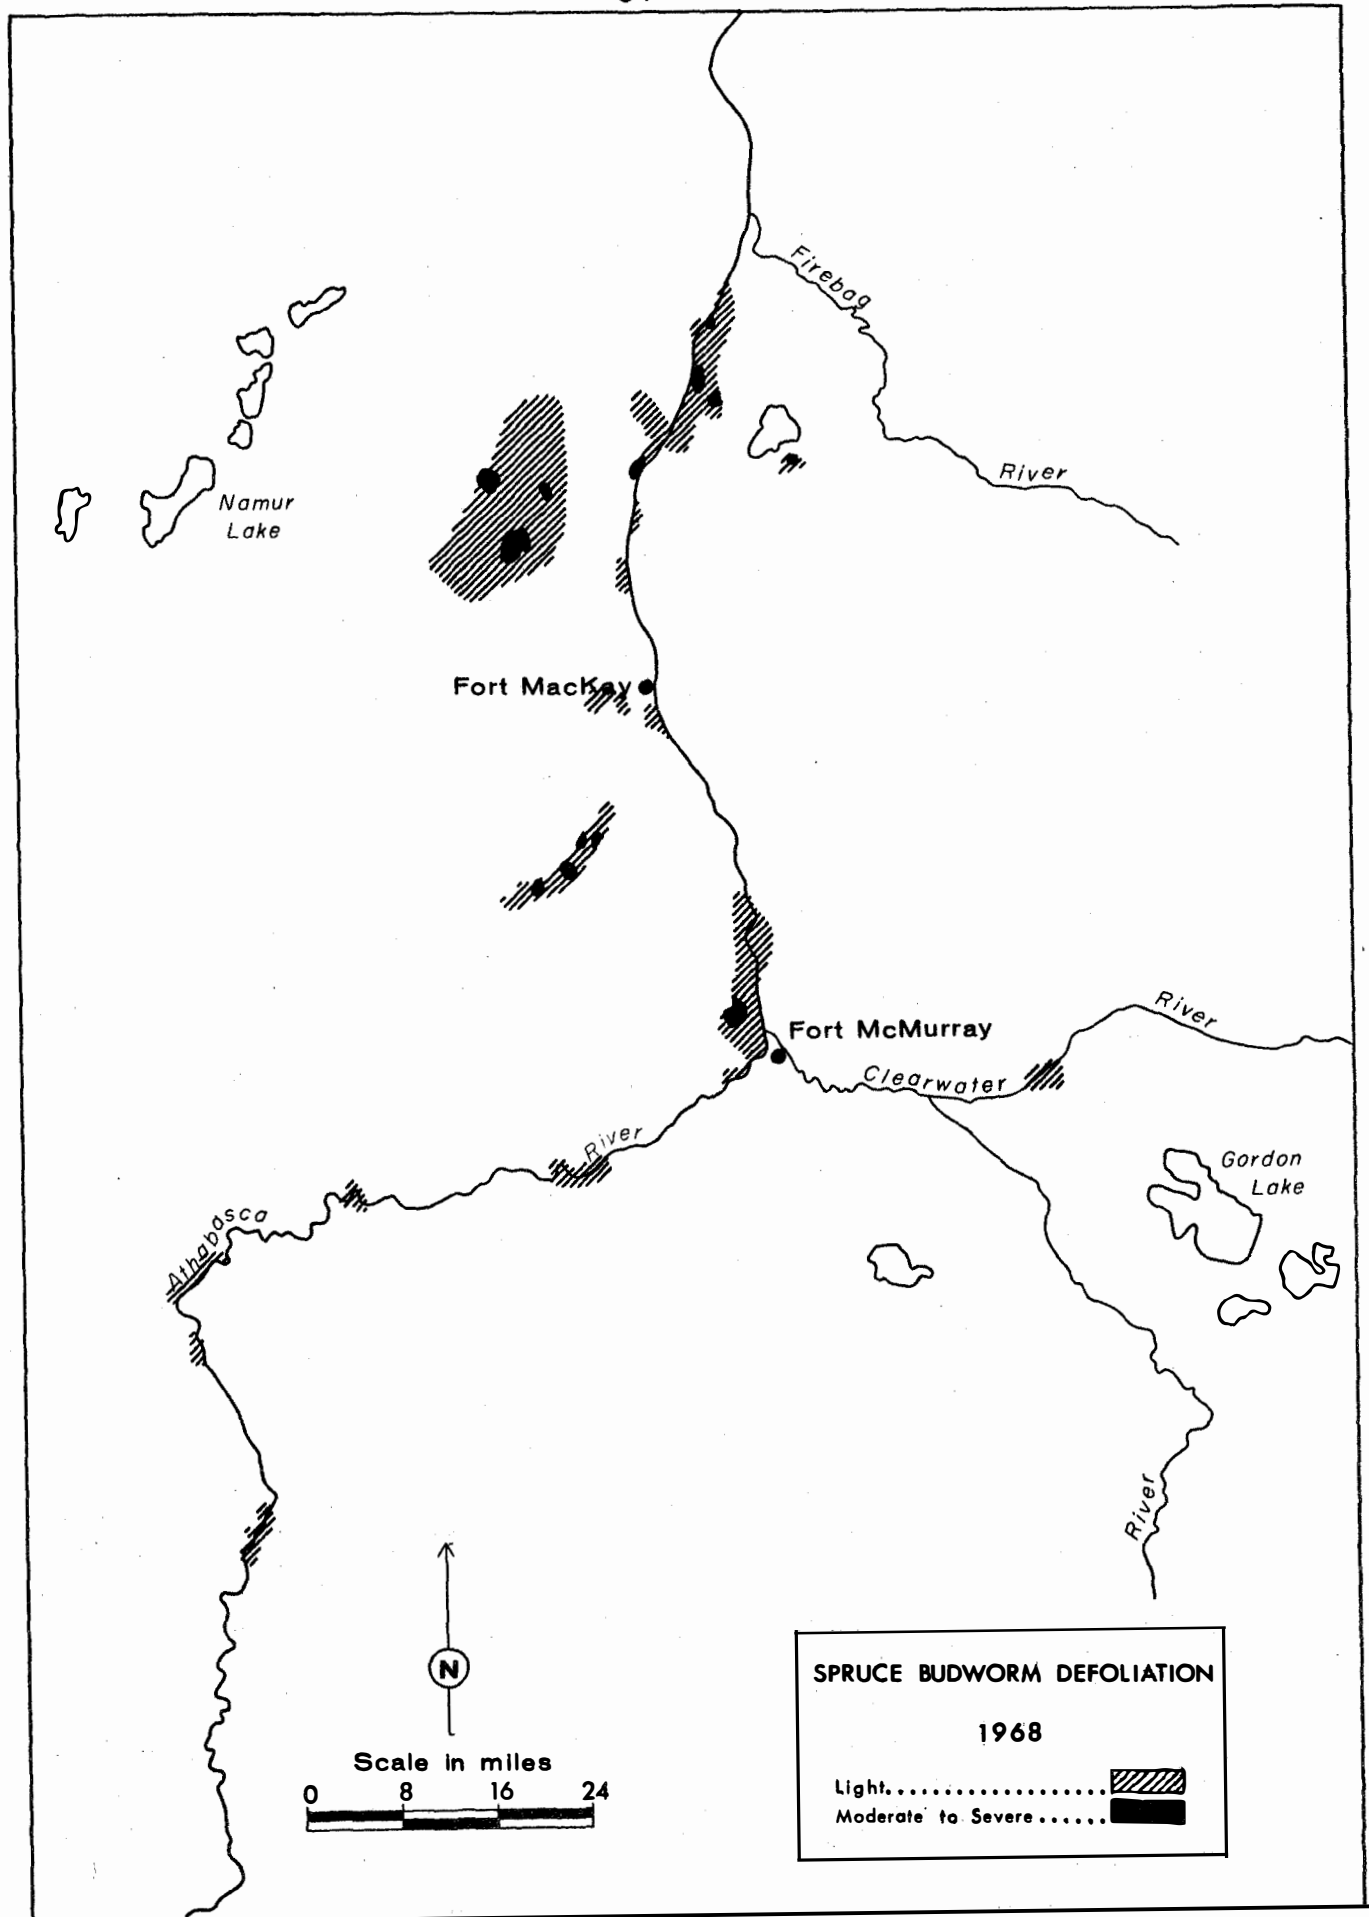 Firebag
River
Namur
Lake
Fort MacKay
Fort McMurray
River
Clearwater
River
Gordon
Lake
Athabasca
River
N
Scale in miles
0 8 16 24
SPRUCE BUDWORM DEFOLIATION
1968
Light....................
Moderate to Severe......